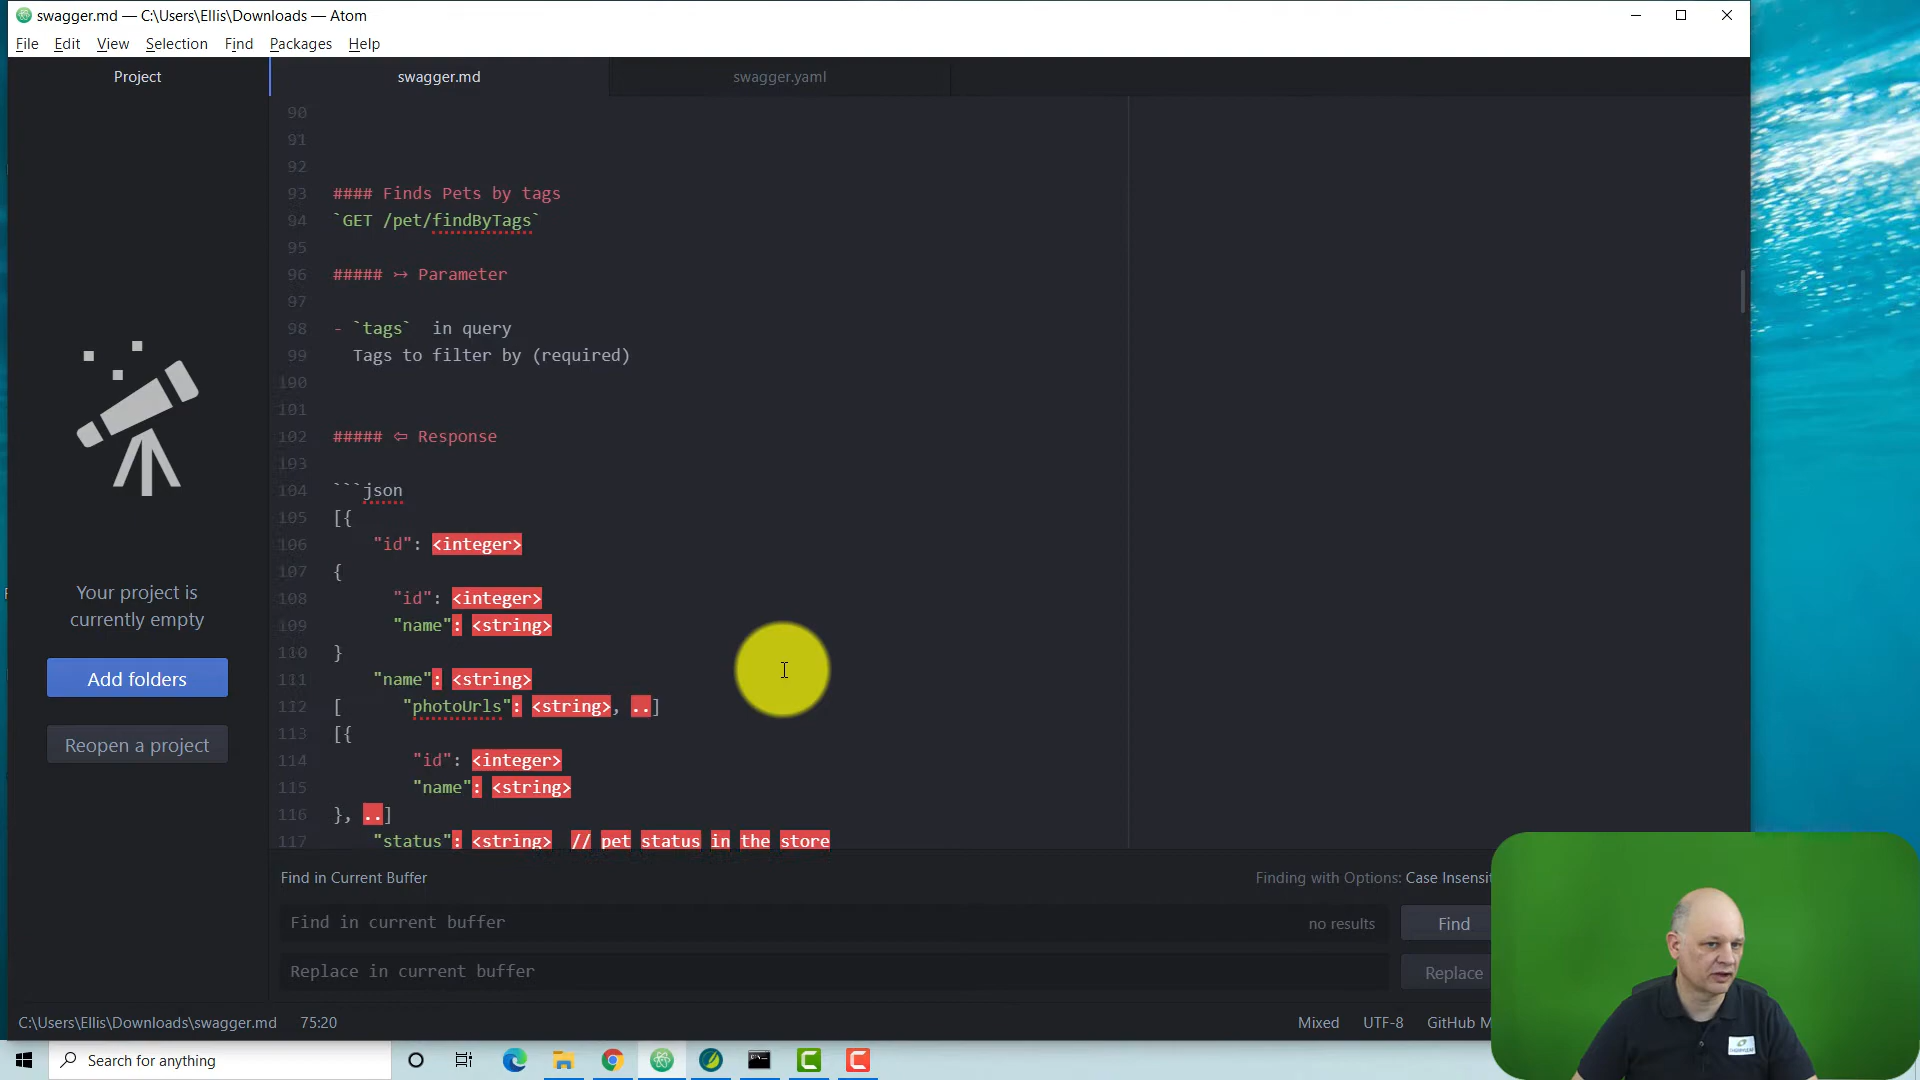 swagger.md — C:\Users\Ellis\Downloads — Atom
File Edit View Selection Find Packages Help
Project
swagger.md
swagger.yaml
90
91
92
93 #### Finds Pets by tags
94 `GET /pet/findByTags`
95
96 ##### ↣ Parameter
97
98 - `tags`  in query
99 Tags to filter by (required)
100
101
102 ##### ⇦ Response
103
104 ```json
105 [{
106 "id": <integer>
107 {
108 "id": <integer>
109 "name": <string>
110 }
111 "name": <string>
112 [ "photoUrls": <string>, ..]
113 [{
114 "id": <integer>
115 "name": <string>
116 }, ..]
117 "status": <string> // pet status in the store
Your project is
currently empty
Add folders
Reopen a project
Find in Current Buffer
Finding with Options: Case Insensit
Find in current buffer
no results
Find
Replace in current buffer
Replace
C:\Users\Ellis\Downloads\swagger.md 75:20
Mixed UTF-8 GitHub M
Search for anything